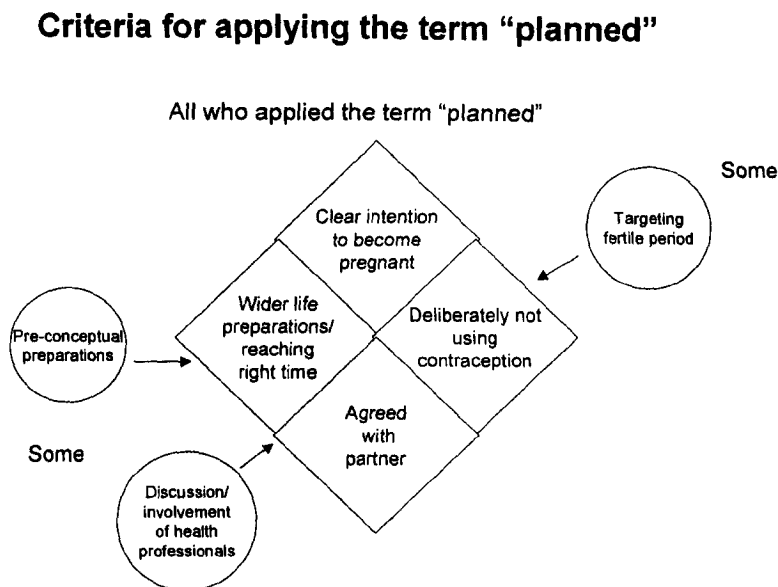 Criteria for applying the term “planned”
All who applied the term “planned”
Some
Clear intention
to become
pregnant
Targeting
fertile period
Wider life
preparations/
reaching
right time
Deliberately not
using
contraception
Pre-conceptual
preparations
Agreed
with
partner
Some
Discussion/
involvement
of health
professionals